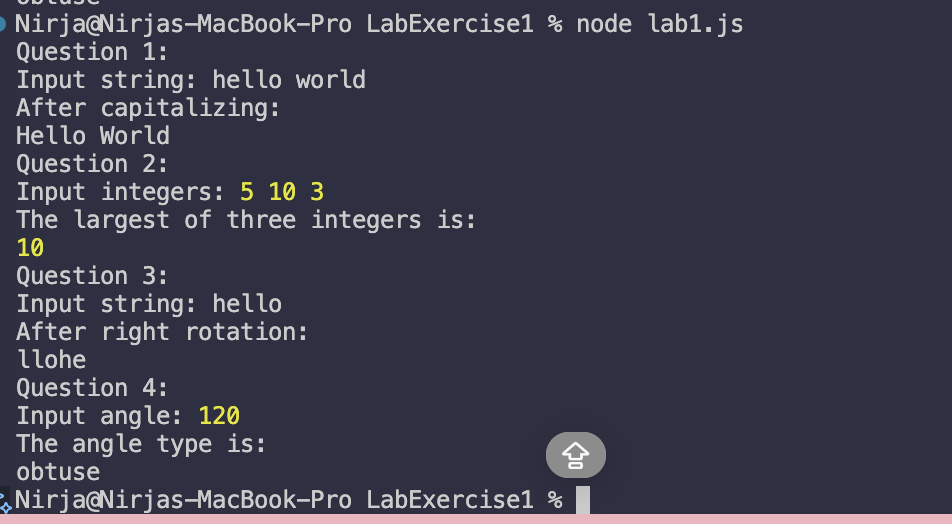 obtuse
Nirja@Nirjas-MacBook-Pro LabExercise1 % node lab1.js
Question 1:
Input string: hello world
After capitalizing:
Hello World
Question 2:
Input integers: 5 10 3
The largest of three integers is:
10
Question 3:
Input string: hello
After right rotation:
llohe
Question 4:
Input angle: 120
The angle type is:
obtuse
Nirja@Nirjas-MacBook-Pro LabExercise1 %